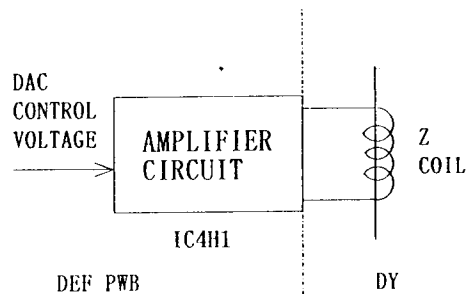 DAC
CONTROL
VOLTAGE
AMPLIFIER
CIRCUIT
Z
COIL
IC4H1
DEF PWB
DY